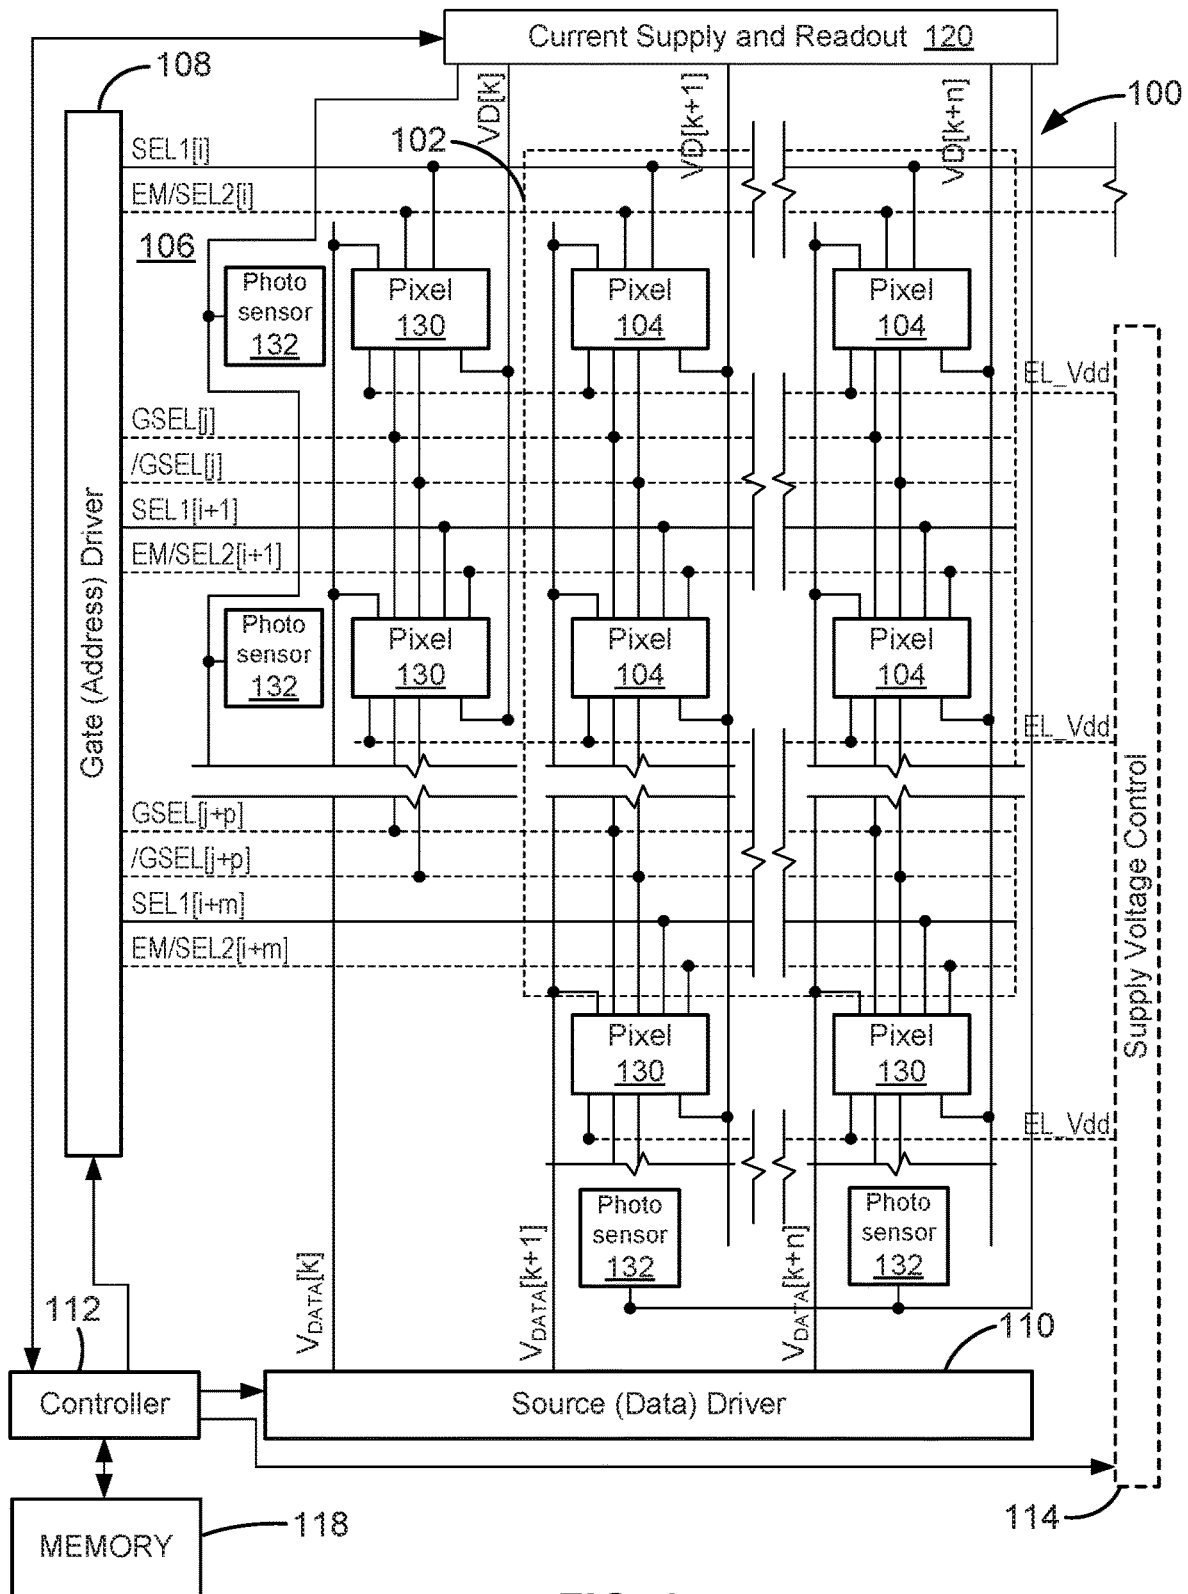 Current Supply and Readout 120
108
100
VD[k]
VD[k+1]
VD[k+n]
102
SEL1[i]
EM/SEL2[i]
106
Photo
sensor
132
Pixel
130
Pixel
104
Pixel
104
EL_Vdd
GSEL[j]
/GSEL[j]
SEL1[i+1]
EM/SEL2[i+1]
Gate (Address) Driver
Photo
sensor
132
Pixel
130
Pixel
104
Pixel
104
EL_Vdd
GSEL[j+p]
/GSEL[j+p]
SEL1[i+m]
EM/SEL2[i+m]
Supply Voltage Control
Pixel
130
Pixel
130
EL_Vdd
Photo
sensor
132
Photo
sensor
132
VDATA[k]
VDATA[k+1]
VDATA[k+n]
112
110
Controller
Source (Data) Driver
114
118
MEMORY